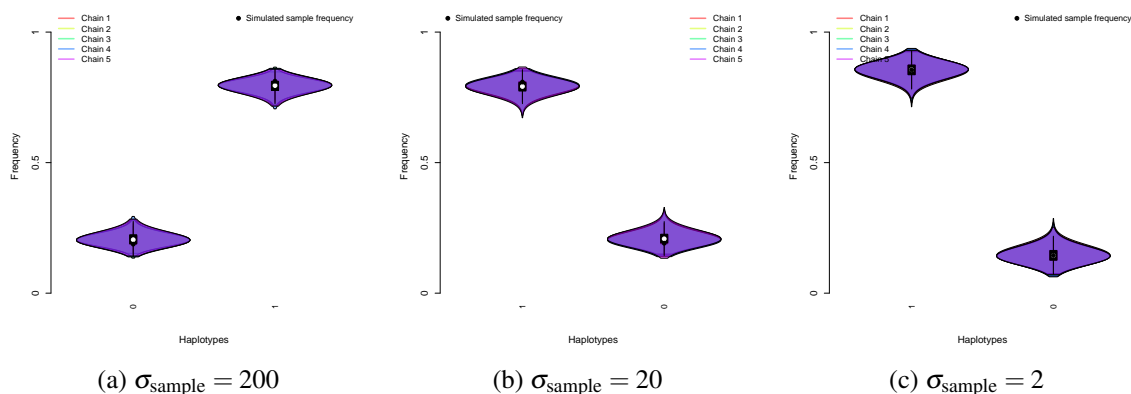 Chain 1
Chain 2
Chain 3
Chain 4
Chain 5
Simulated sample frequency
1
0.5
0
Frequency
0
1
Haplotypes
(a) σsample = 200
Simulated sample frequency
Chain 1
Chain 2
Chain 3
Chain 4
Chain 5
1
0.5
0
Frequency
1
0
Haplotypes
(b) σsample = 20
Chain 1
Chain 2
Chain 3
Chain 4
Chain 5
Simulated sample frequency
1
0.5
0
Frequency
1
0
Haplotypes
(c) σsample = 2